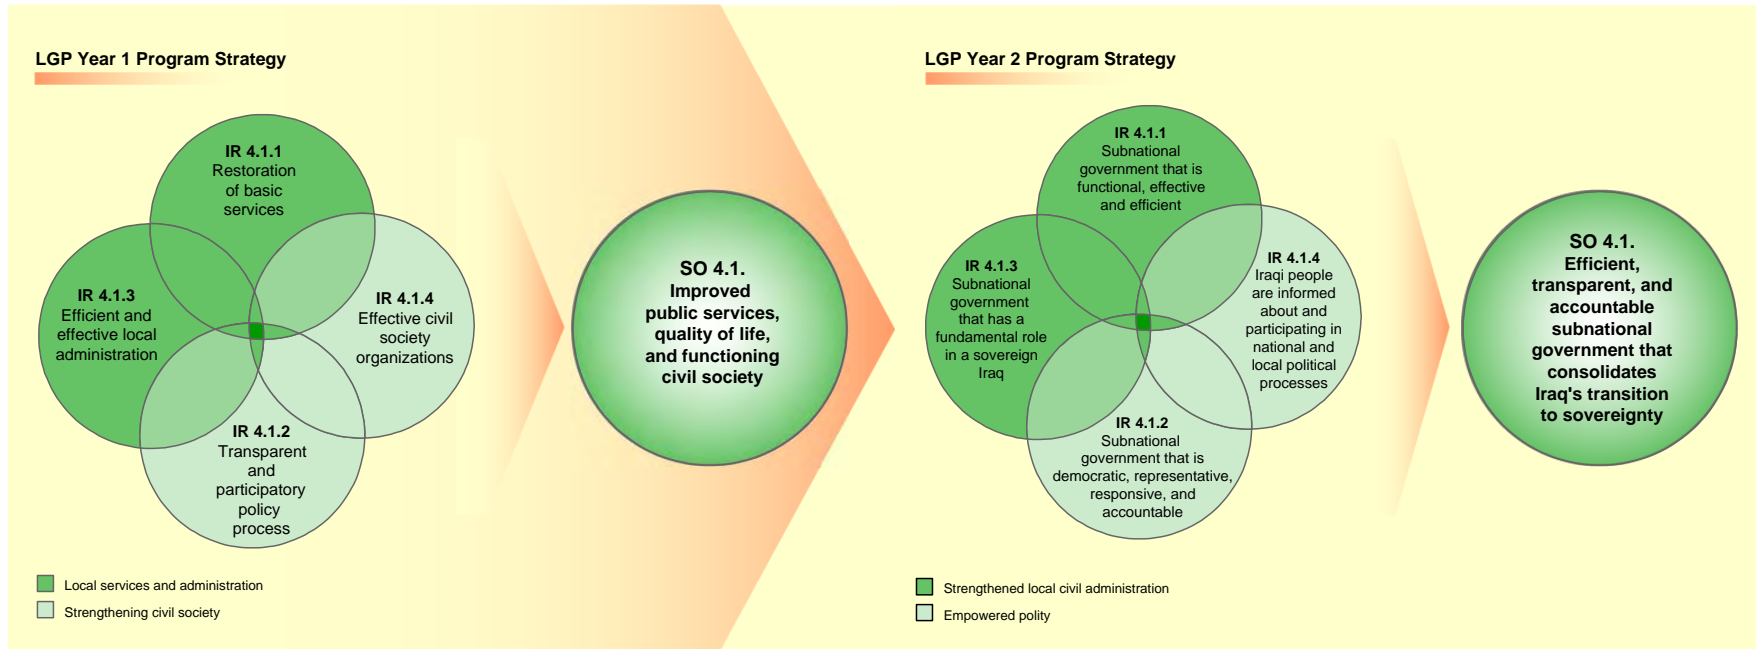 LGP Year 1 Program Strategy
IR 4.1.1
Restoration
of basic
services
IR 4.1.3
Efficient and
effective local
administration
IR 4.1.4
Effective civil
society
organizations
IR 4.1.2
Transparent
and
participatory
policy
process
Local services and administration
Strengthening civil society
SO 4.1.
Improved
public services,
quality of life,
and functioning
civil society
LGP Year 2 Program Strategy
IR 4.1.1
Subnational
government that is
functional, effective
and efficient
IR 4.1.3
Subnational
government
that has a
fundamental role
in a sovereign
Iraq
IR 4.1.4
Iraqi people
are informed
about and
participating in
national and
local political
processes
IR 4.1.2
Subnational
government that is
democratic, representative,
responsive, and
accountable
Strengthened local civil administration
Empowered polity
SO 4.1.
Efficient,
transparent, and
accountable
subnational
government that
consolidates
Iraq's transition
to sovereignty